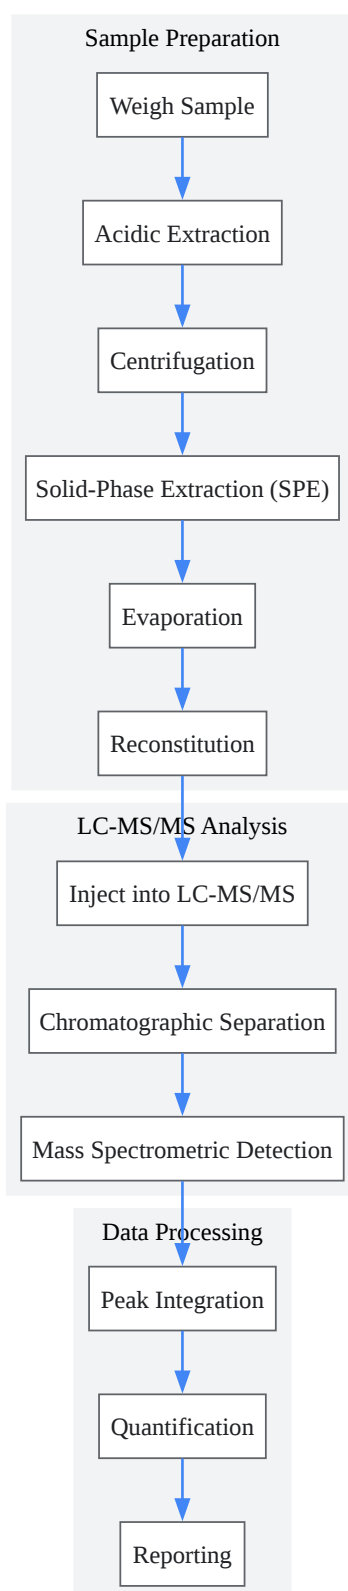 Sample Preparation
Weigh Sample
Acidic Extraction
Centrifugation
Solid-Phase Extraction (SPE)
Evaporation
Reconstitution
LC-MS/MS Analysis
Inject into LC-MS/MS
Chromatographic Separation
Mass Spectrometric Detection
Data Processing
Peak Integration
Quantification
Reporting